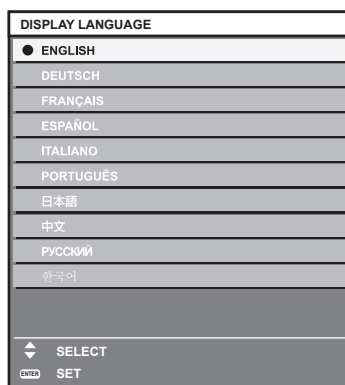 DISPLAY LANGUAGE
ENGLISH
DEUTSCH
FRANÇAIS
ESPAÑOL
ITALIANO
PORTUGUÊS
日本語
中文
РУССКИЙ
한국어
SELECT
ENTER SET